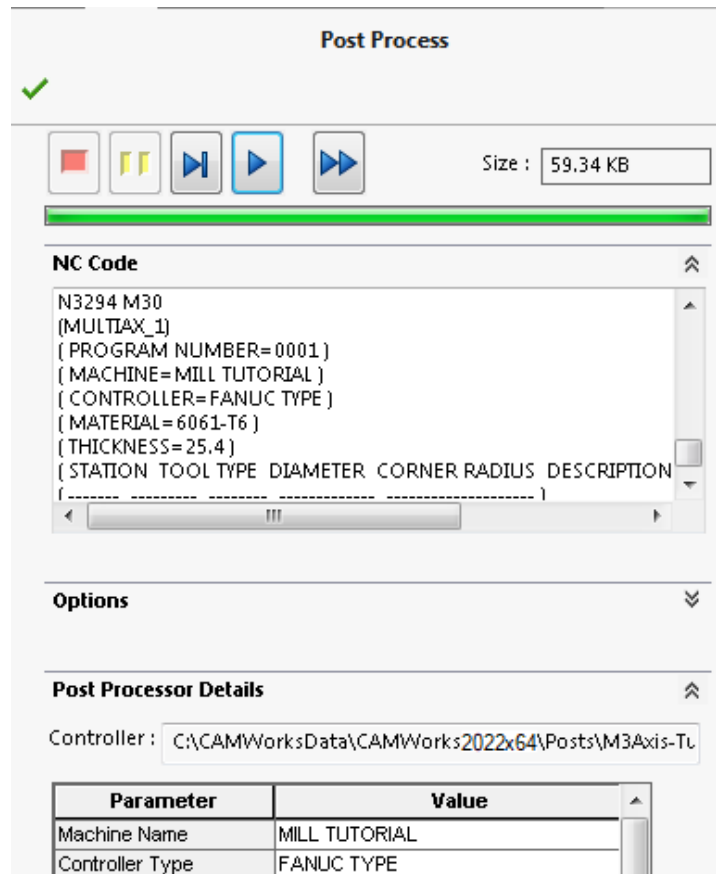 Post Process
Size : 59.34 KB
NC Code
N3294 M30
(MULTIAX_1)
( PROGRAM NUMBER=0001 )
( MACHINE=MILL TUTORIAL )
( CONTROLLER=FANUC TYPE )
( MATERIAL=6061-T6 )
( THICKNESS=25.4 )
( STATION TOOL TYPE DIAMETER CORNER RADIUS DESCRIPTION
(------- --------- -------- ------------- -------------------- )
Options
Post Processor Details
Controller : C:\CAMWorksData\CAMWorks2022x64\Posts\M3Axis-Tu
Parameter Value
Machine Name MILL TUTORIAL
Controller Type FANUC TYPE